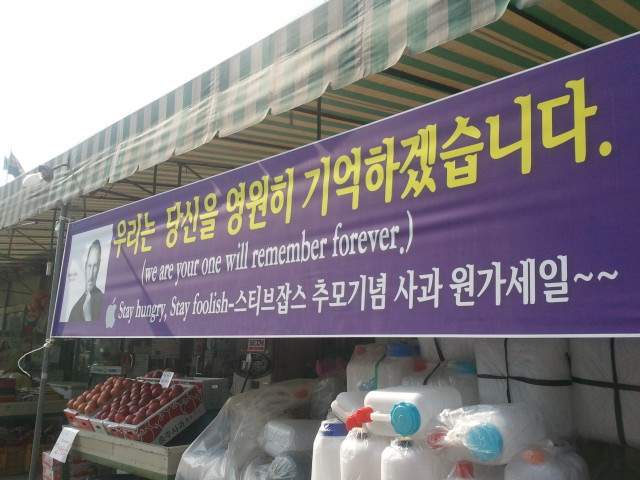 우리는 당신을 영원히 기억하겠습니다.
(we are your one will remember forever.)
Stay hungry, Stay foolish-스티브잡스 추모기념 사과 원가세일~~